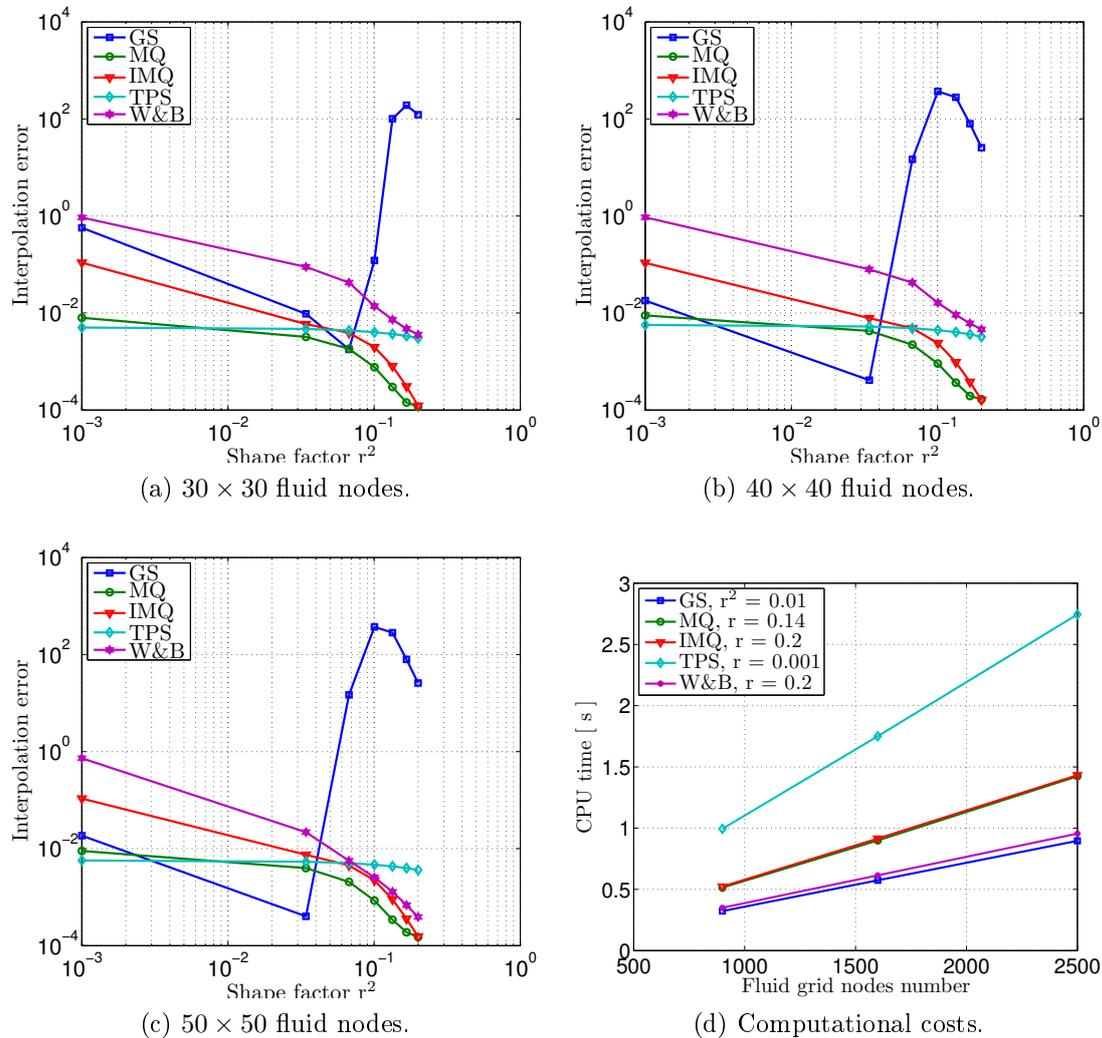 10^4
10^2
10^0
10^−2
10^−4
Interpolation error
GS
MQ
IMQ
TPS
W&B
10^−3
10^−2
10^−1
10^0
Shape factor r^2
(a) 30 × 30 fluid nodes.
10^4
10^2
10^0
10^−2
10^−4
Interpolation error
GS
MQ
IMQ
TPS
W&B
10^−3
10^−2
10^−1
10^0
Shape factor r^2
(b) 40 × 40 fluid nodes.
10^4
10^2
10^0
10^−2
10^−4
Interpolation error
GS
MQ
IMQ
TPS
W&B
10^−3
10^−2
10^−1
10^0
Shape factor r^2
(c) 50 × 50 fluid nodes.
3
2.5
2
1.5
1
0.5
0
CPU time [ s ]
GS, r^2 = 0.01
MQ, r = 0.14
IMQ, r = 0.2
TPS, r = 0.001
W&B, r = 0.2
500
1000
1500
2000
2500
Fluid grid nodes number
(d) Computational costs.